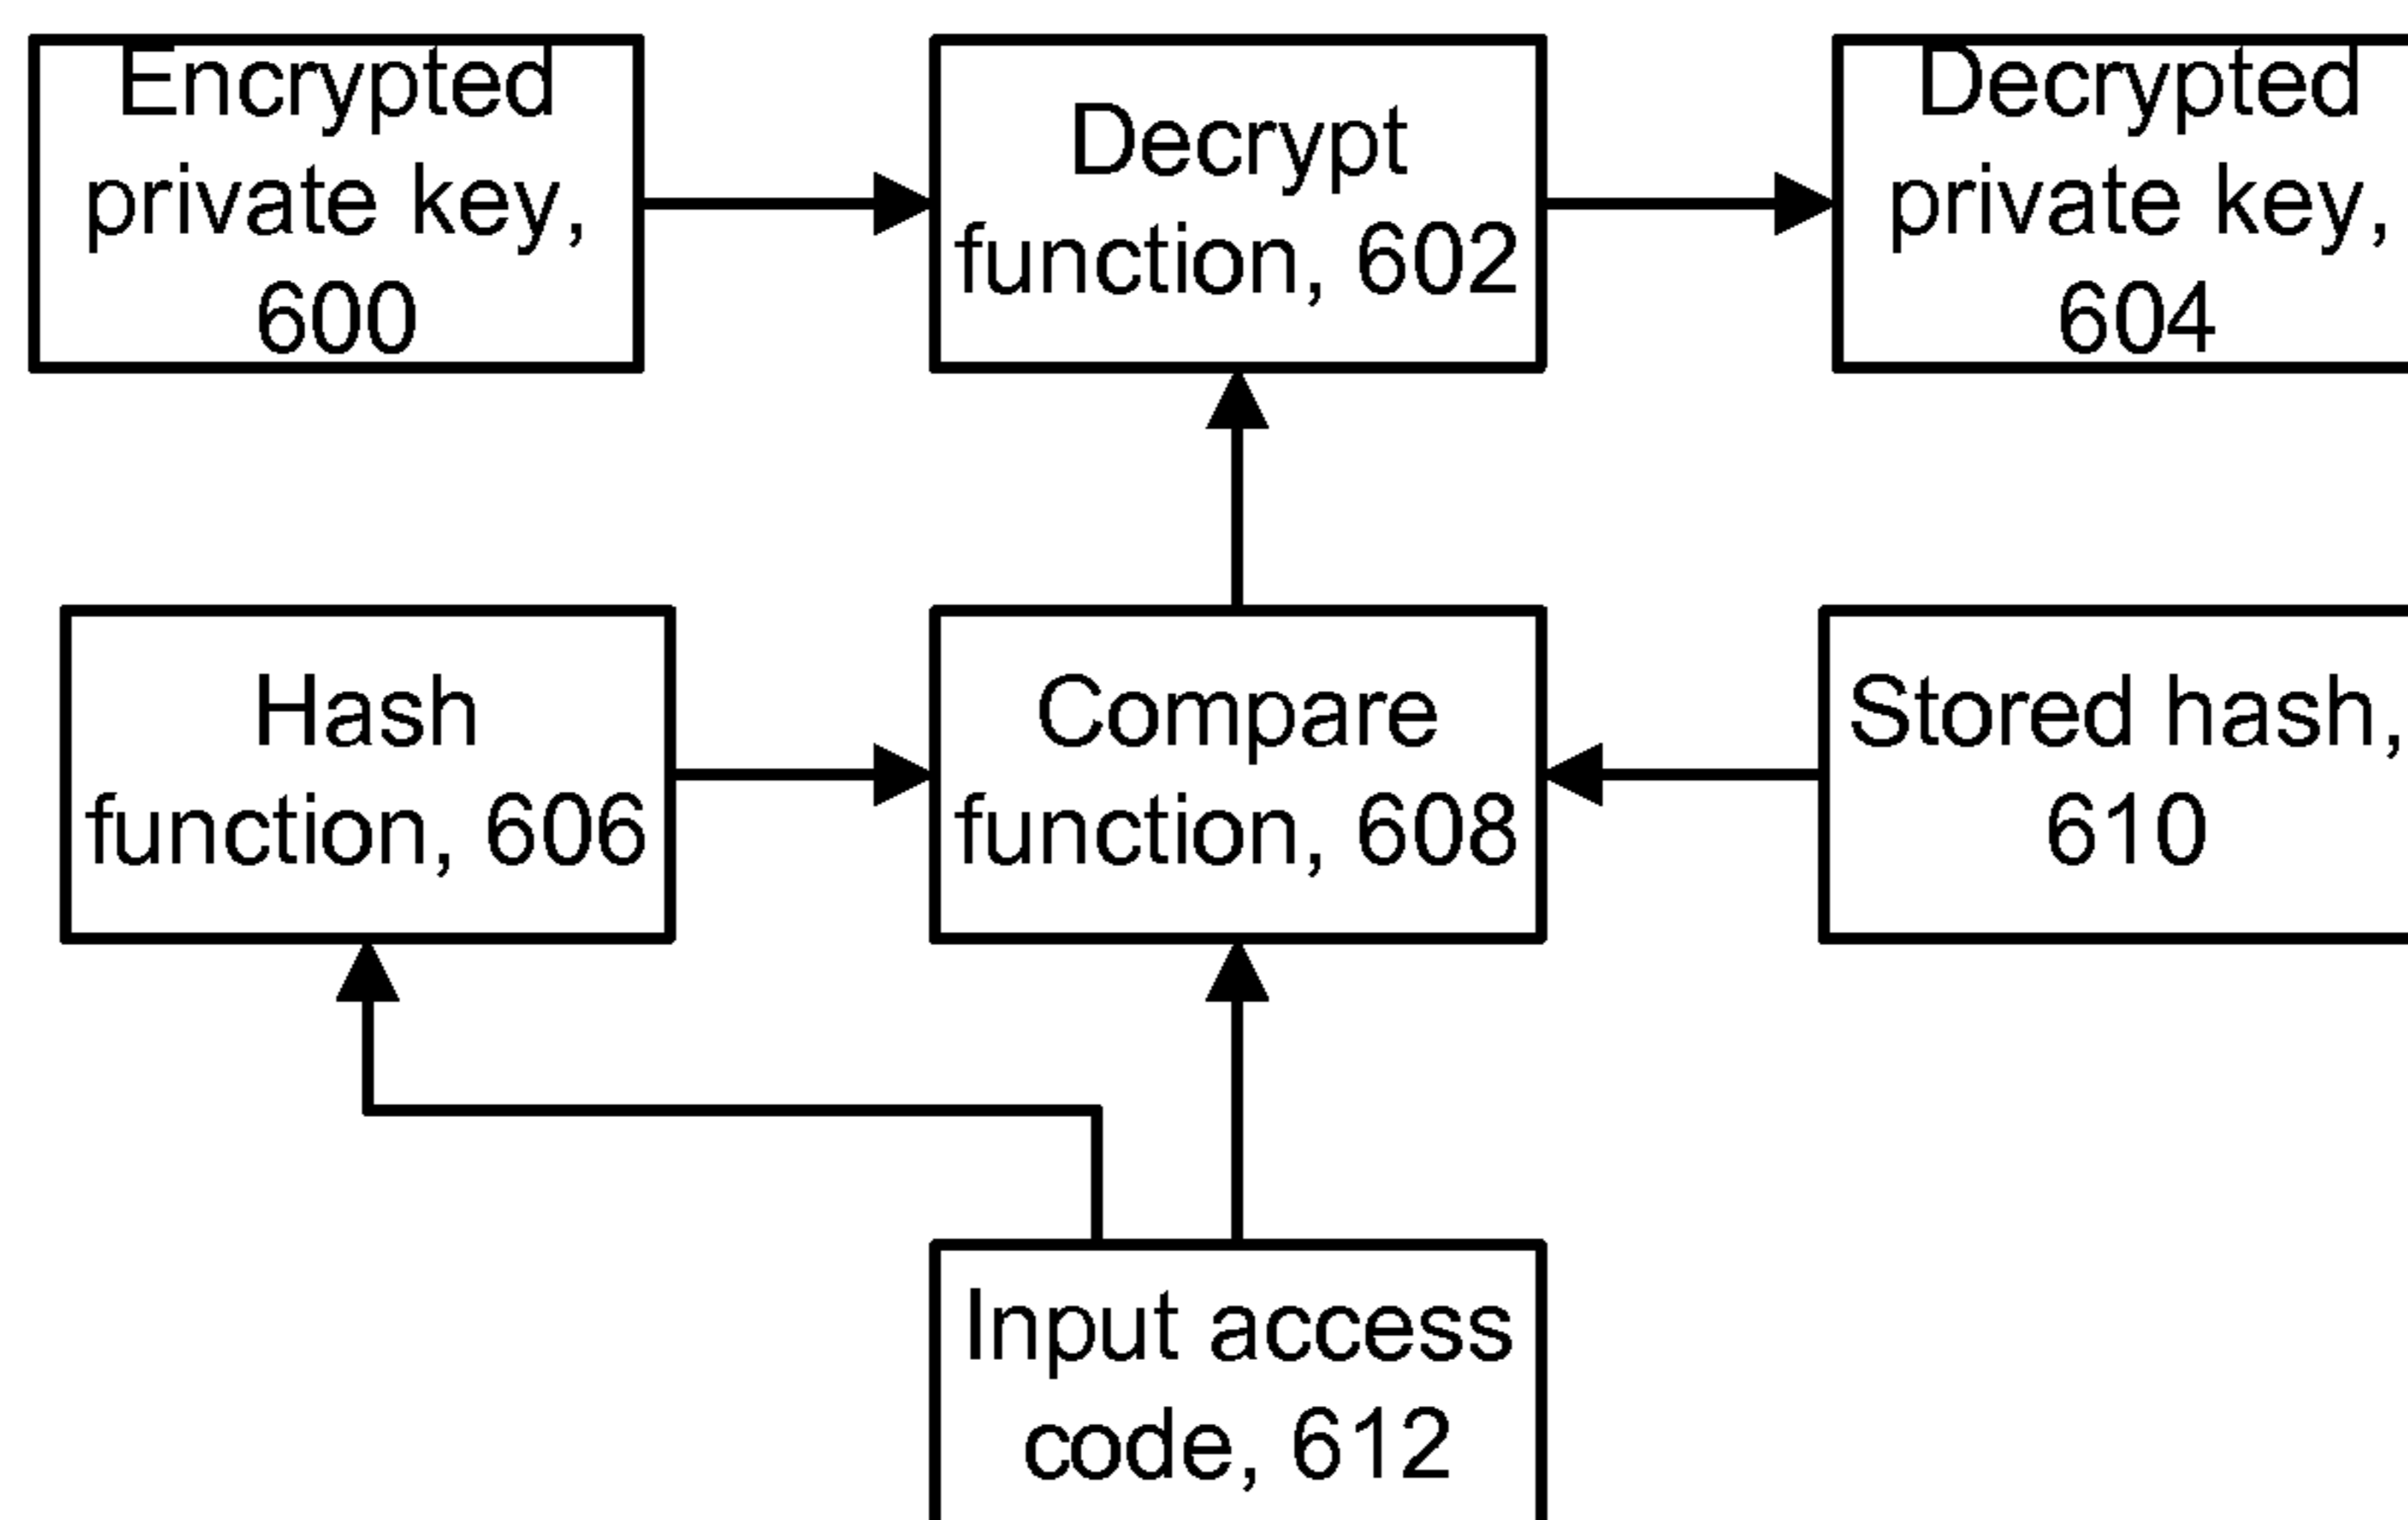 Encrypted
private key,
600
Decrypt
function, 602
Decrypted
private key,
604
Hash
function, 606
Compare
function, 608
Stored hash,
610
Input access
code, 612